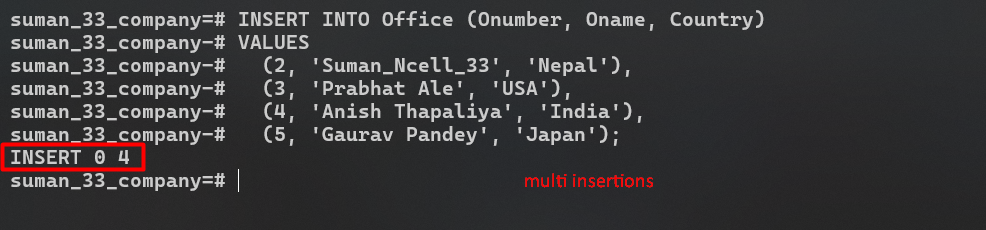 suman_33_company=# INSERT INTO Office (Onumber, Oname, Country)
suman_33_company-# VALUES
suman_33_company-#   (2, 'Suman_Ncell_33', 'Nepal'),
suman_33_company-#   (3, 'Prabhat Ale', 'USA'),
suman_33_company-#   (4, 'Anish Thapaliya', 'India'),
suman_33_company-#   (5, 'Gaurav Pandey', 'Japan');
INSERT 0 4
suman_33_company=#
multi insertions